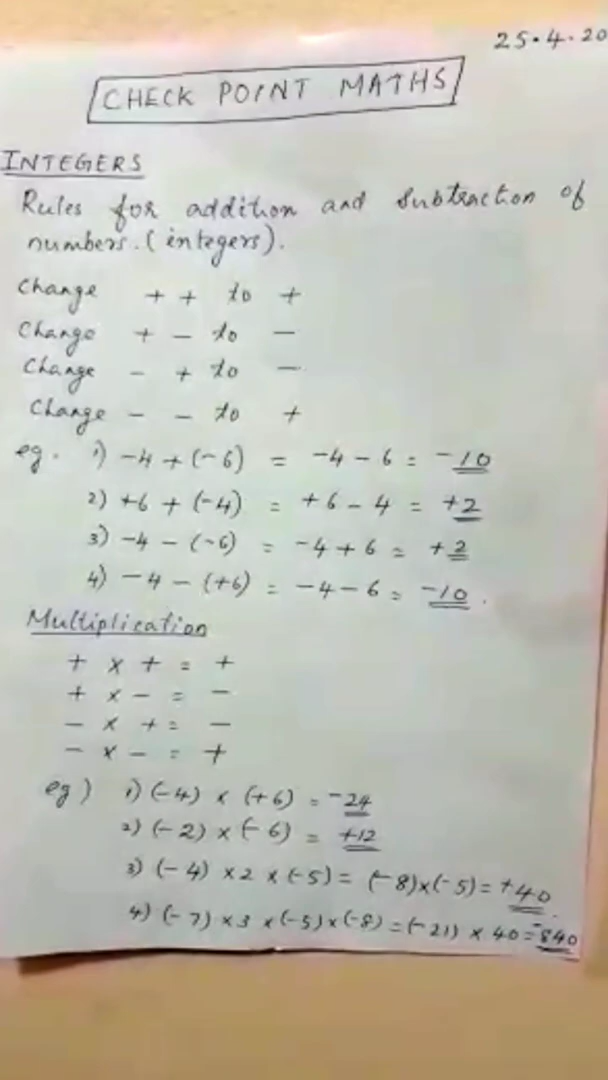 25.4.20
CHECK POINT MATHS
INTEGERS
Rules for addition and Subtraction of
numbers. (integers).
Change + + to +
Change + - to -
Change - + to -
Change - - to +
eg. 1) -4 + (-6) = -4 - 6 = -10
2) +6 + (-4) = +6 - 4 = +2
3) -4 - (-6) = -4 + 6 = +2
4) -4 - (+6) = -4 - 6 = -10.
Multiplication
+ x + = +
+ x - = -
- x + = -
- x - = +
eg) 1) (-4) x (+6) = -24
2) (-2) x (-6) = +12
3) (-4) x 2 x (-5) = (-8) x (-5) = +40.
4) (-7) x 3 x (-5) x (-8) = (-21) x 40 = -840